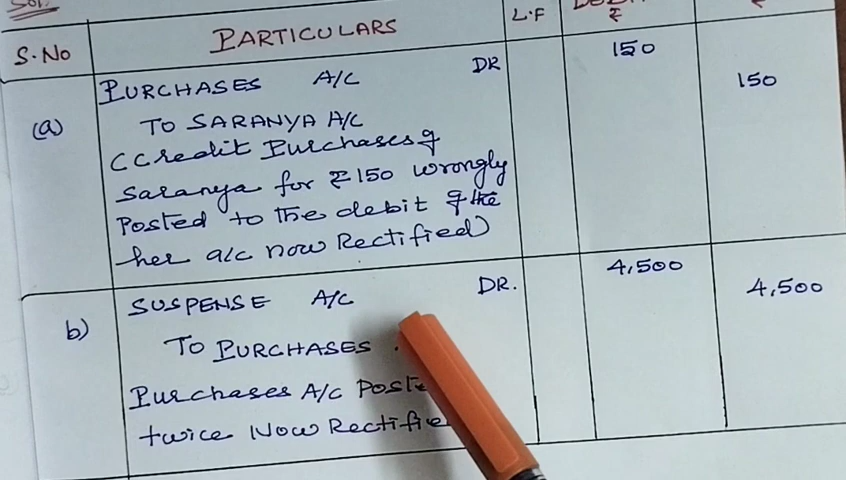 Sol.
S.NO PARTICULARS L.F ₹ ₹
(a) PURCHASES A/C DR 150
TO SARANYA A/C 150
(Credit Purchases of
Saranya for ₹150 wrongly
Posted to the debit of the
her a/c now Rectified)
b) SUSPENSE A/C DR. 4,500
TO PURCHASES 4,500
Purchases A/C
twice Now